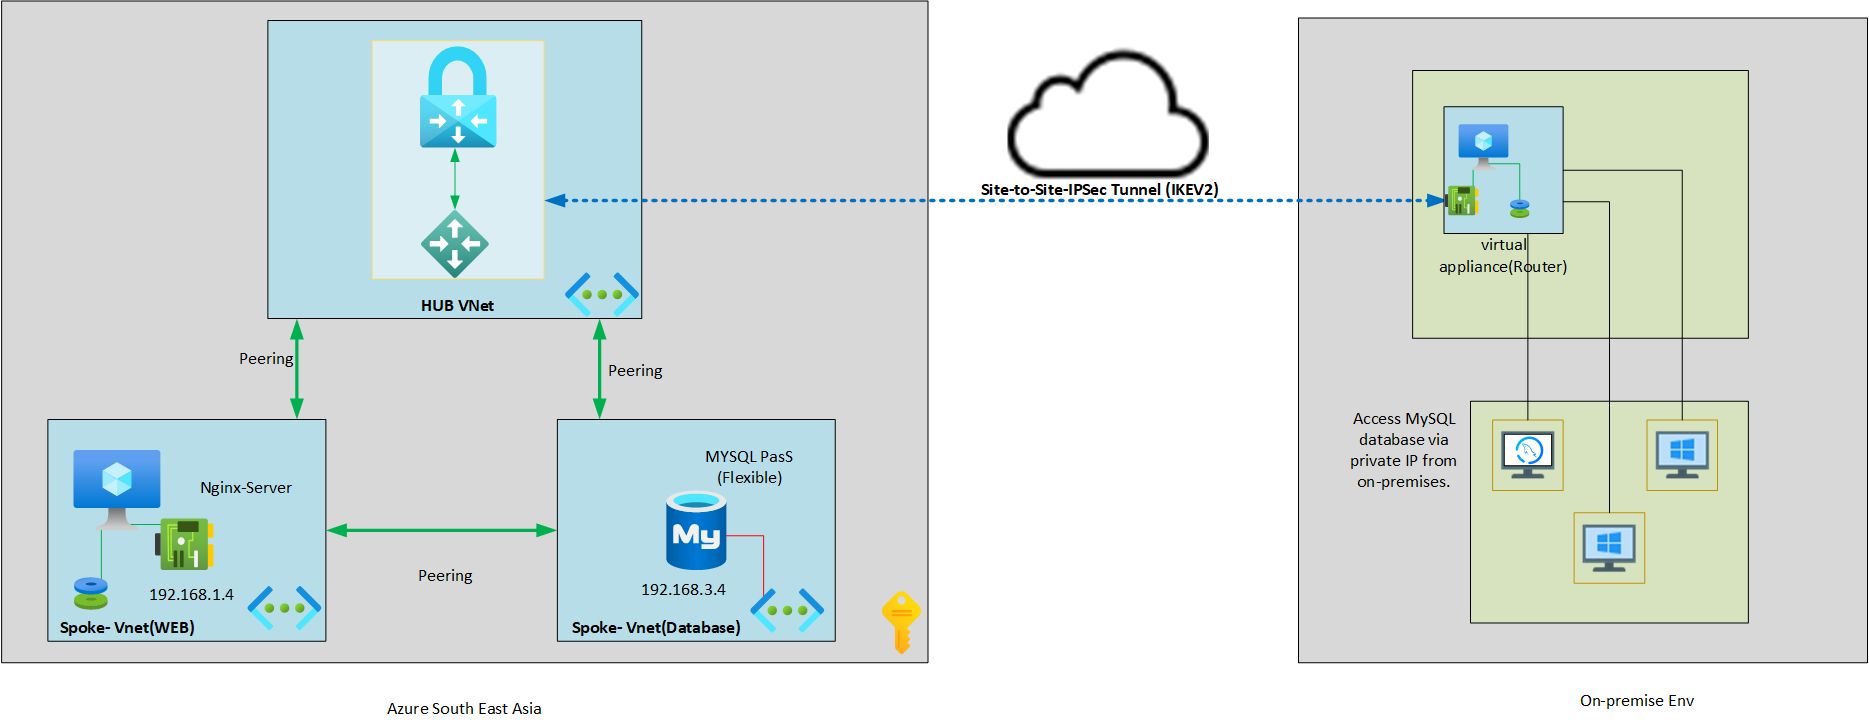 HUB VNet
Peering
Peering
Nginx-Server
192.168.1.4
Spoke- Vnet(WEB)
Peering
MYSQL PasS
(Flexible)
My
192.168.3.4
Spoke- Vnet(Database)
Azure South East Asia
Site-to-Site-IPSec Tunnel (IKEV2)
virtual
appliance(Router)
Access MySQL
database via
private IP from
on-premises.
On-premise Env